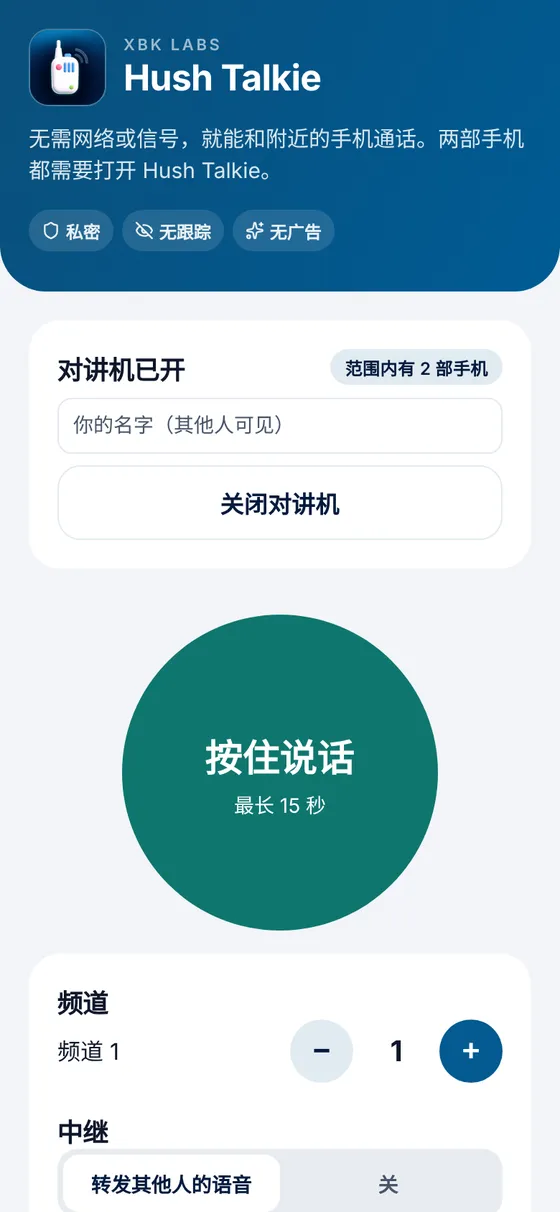 XBK LABS
Hush Talkie
无需网络或信号，就能和附近的手机通话。两部手机
都需要打开 Hush Talkie。
私密
无跟踪
无广告
对讲机已开
范围内有 2 部手机
你的名字（其他人可见）
关闭对讲机
按住说话
最长 15 秒
频道
频道 1
−
1
+
中继
转发其他人的语音
关